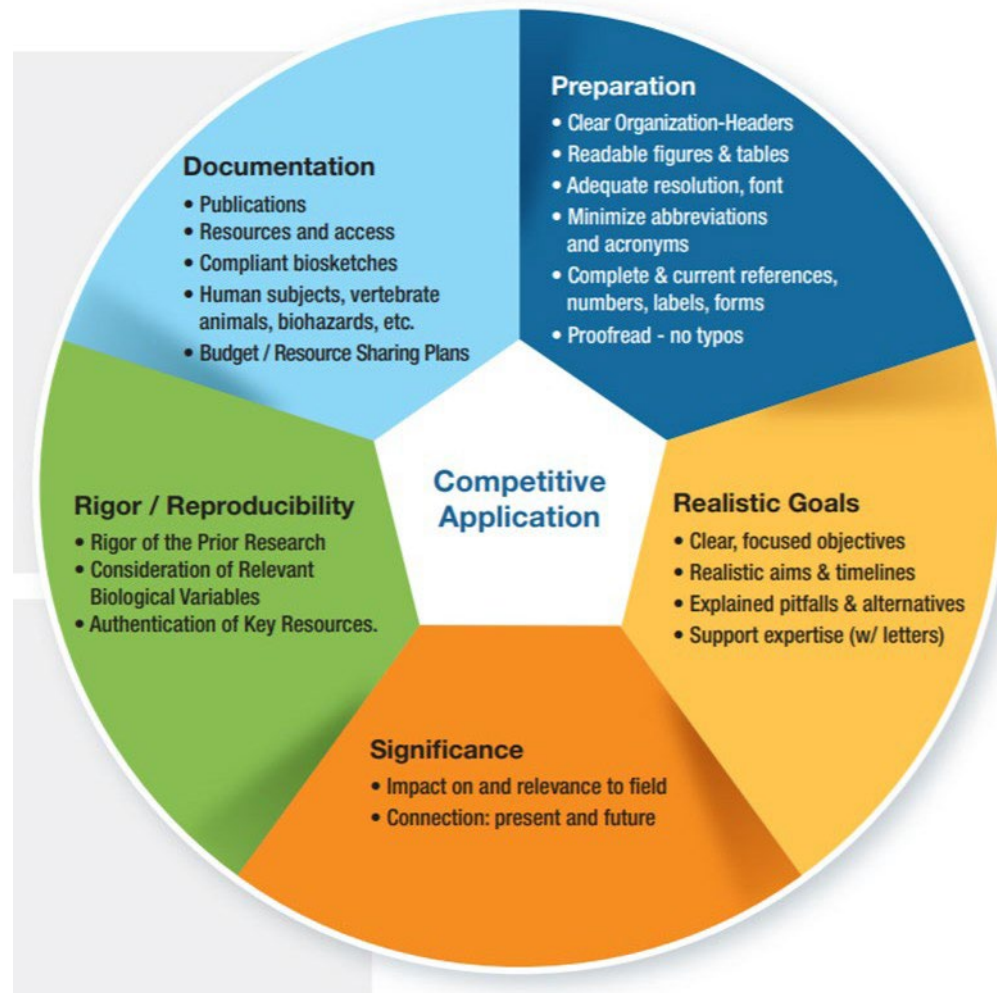 Preparation
• Clear Organization-Headers
• Readable figures & tables
• Adequate resolution, font
• Minimize abbreviations
and acronyms
• Complete & current references,
numbers, labels, forms
• Proofread - no typos
Documentation
• Publications
• Resources and access
• Compliant biosketches
• Human subjects, vertebrate
animals, biohazards, etc.
• Budget / Resource Sharing Plans
Competitive
Application
Rigor / Reproducibility
• Rigor of the Prior Research
• Consideration of Relevant
Biological Variables
• Authentication of Key Resources.
Realistic Goals
• Clear, focused objectives
• Realistic aims & timelines
• Explained pitfalls & alternatives
• Support expertise (w/ letters)
Significance
• Impact on and relevance to field
• Connection: present and future